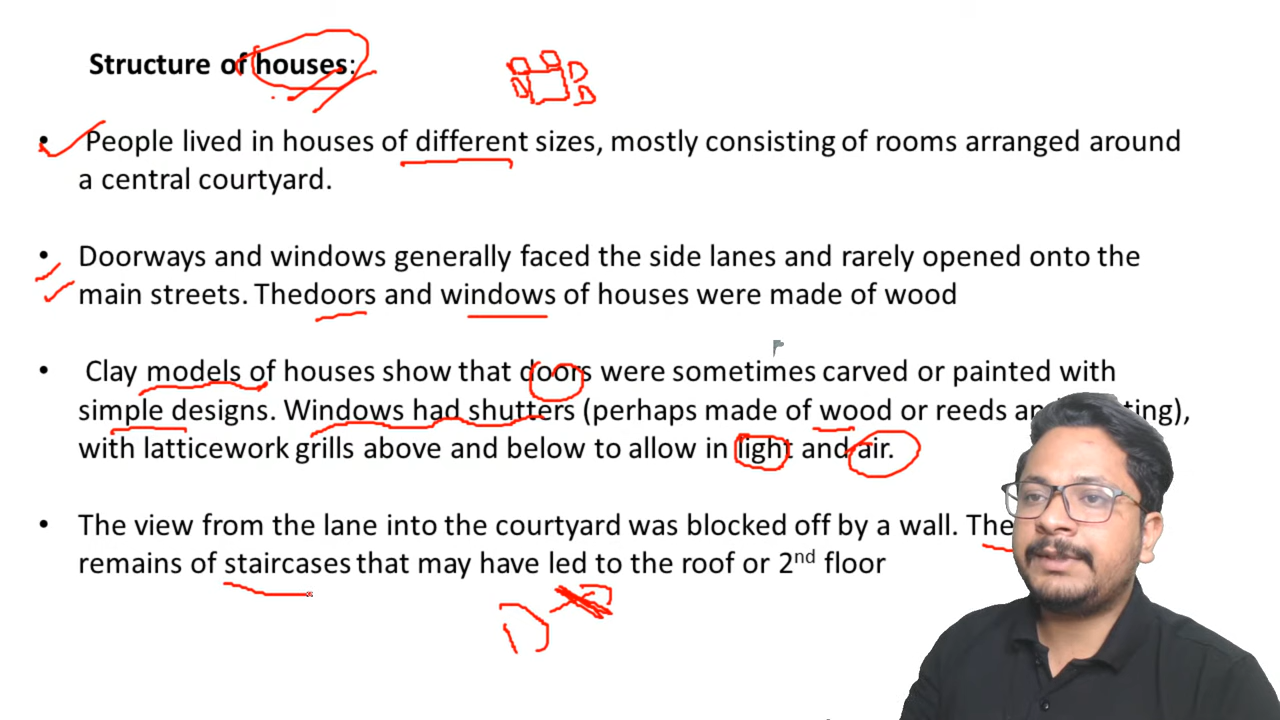 Structure of houses:
• People lived in houses of different sizes, mostly consisting of rooms arranged around
a central courtyard.
• Doorways and windows generally faced the side lanes and rarely opened onto the
main streets. Thedoors and windows of houses were made of wood
• Clay models of houses show that doors were sometimes carved or painted with
simple designs. Windows had shutters (perhaps made of wood or reeds
with latticework grills above and below to allow in light and air.
• The view from the lane into the courtyard was blocked off by a wall. The
remains of staircases that may have led to the roof or 2nd floor